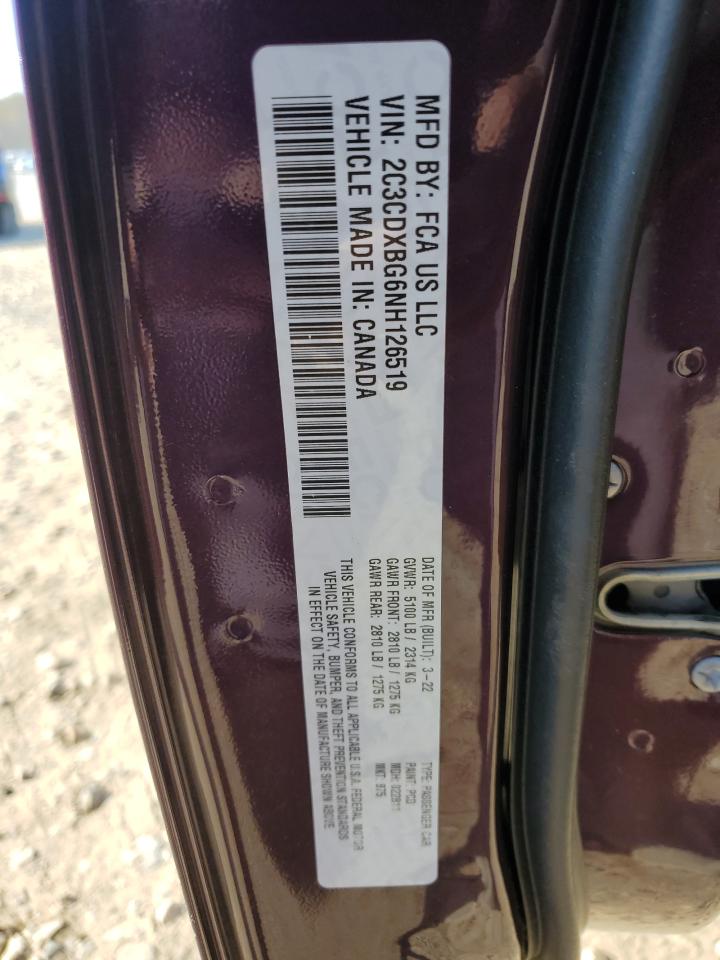 MFD BY: FCA US LLC
VIN: 2C3CDXBG6NH126519
VEHICLE MADE IN: CANADA
DATE OF MFR (BUILT): 3-22
GVWR: 5100 LB / 2314 KG
GAWR FRONT: 2810 LB / 1275 KG
GAWR REAR: 2810 LB / 1275 KG
THIS VEHICLE CONFORMS TO ALL APPLICABLE U.S.A. FEDERAL MOTOR
VEHICLE SAFETY, BUMPER, AND THEFT PREVENTION STANDARDS
IN EFFECT ON THE DATE OF MANUFACTURE SHOWN ABOVE
TYPE: PASSENGER CAR
PAINT:
MDH:
MKT: 975